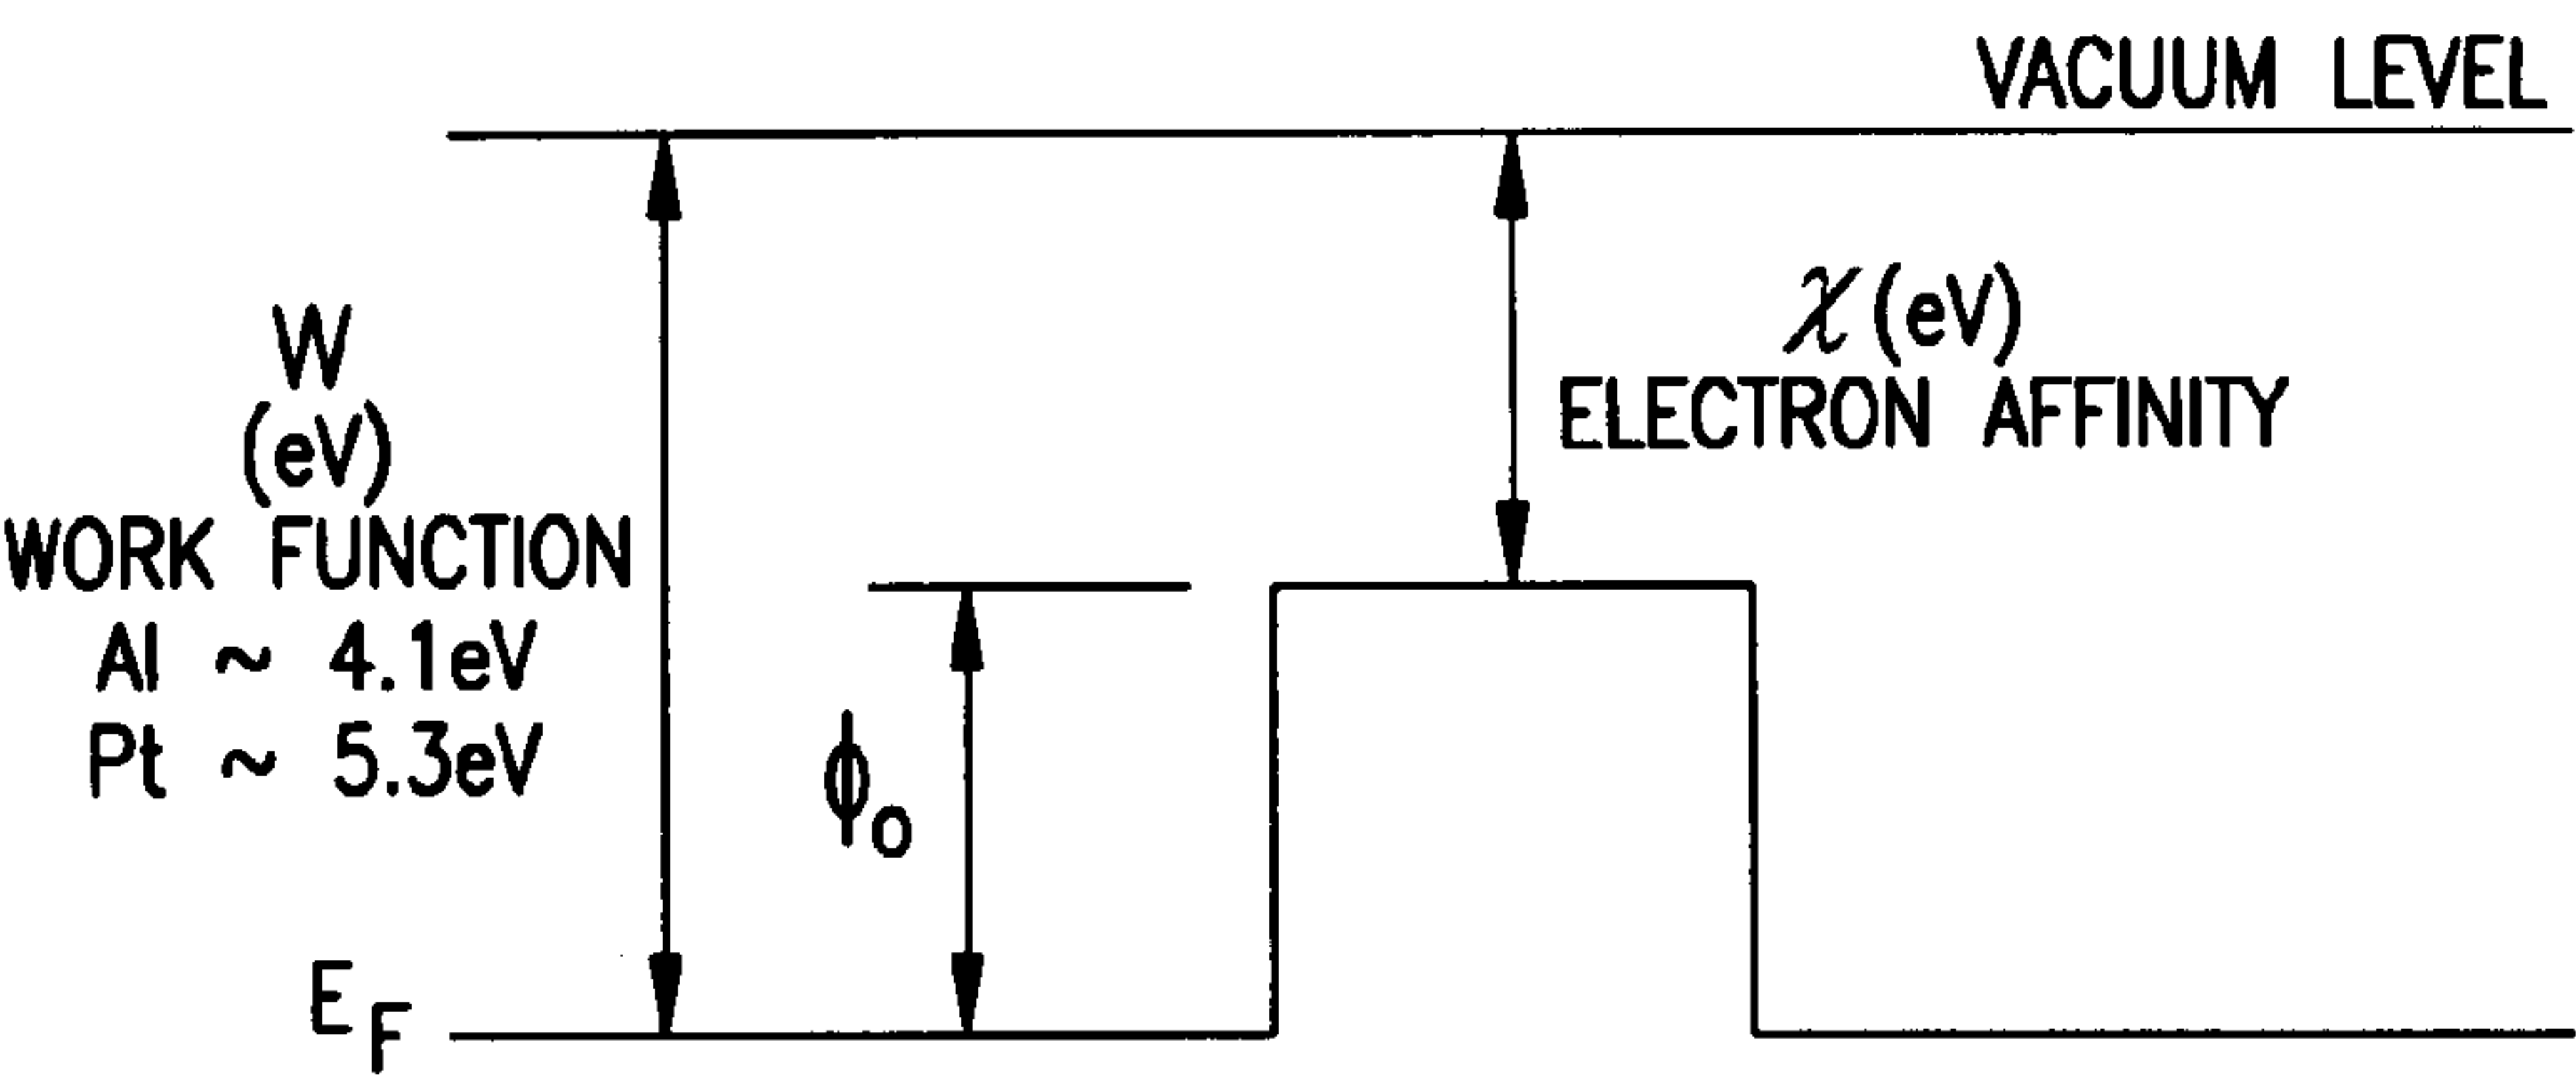 VACUUM LEVEL
W
(eV)
WORK FUNCTION
Al ~ 4.1eV
Pt ~ 5.3eV
χ(eV)
ELECTRON AFFINITY
ϕo
EF